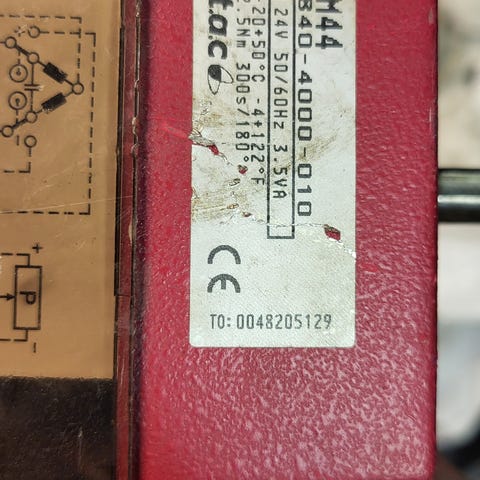 M44
840-4000-010
24V 50/60Hz 3.5VA
-20+50°C -4+122°F
.5Nm 300s/180°
t.a.c
CE
TO: 0048205129
+
P
-